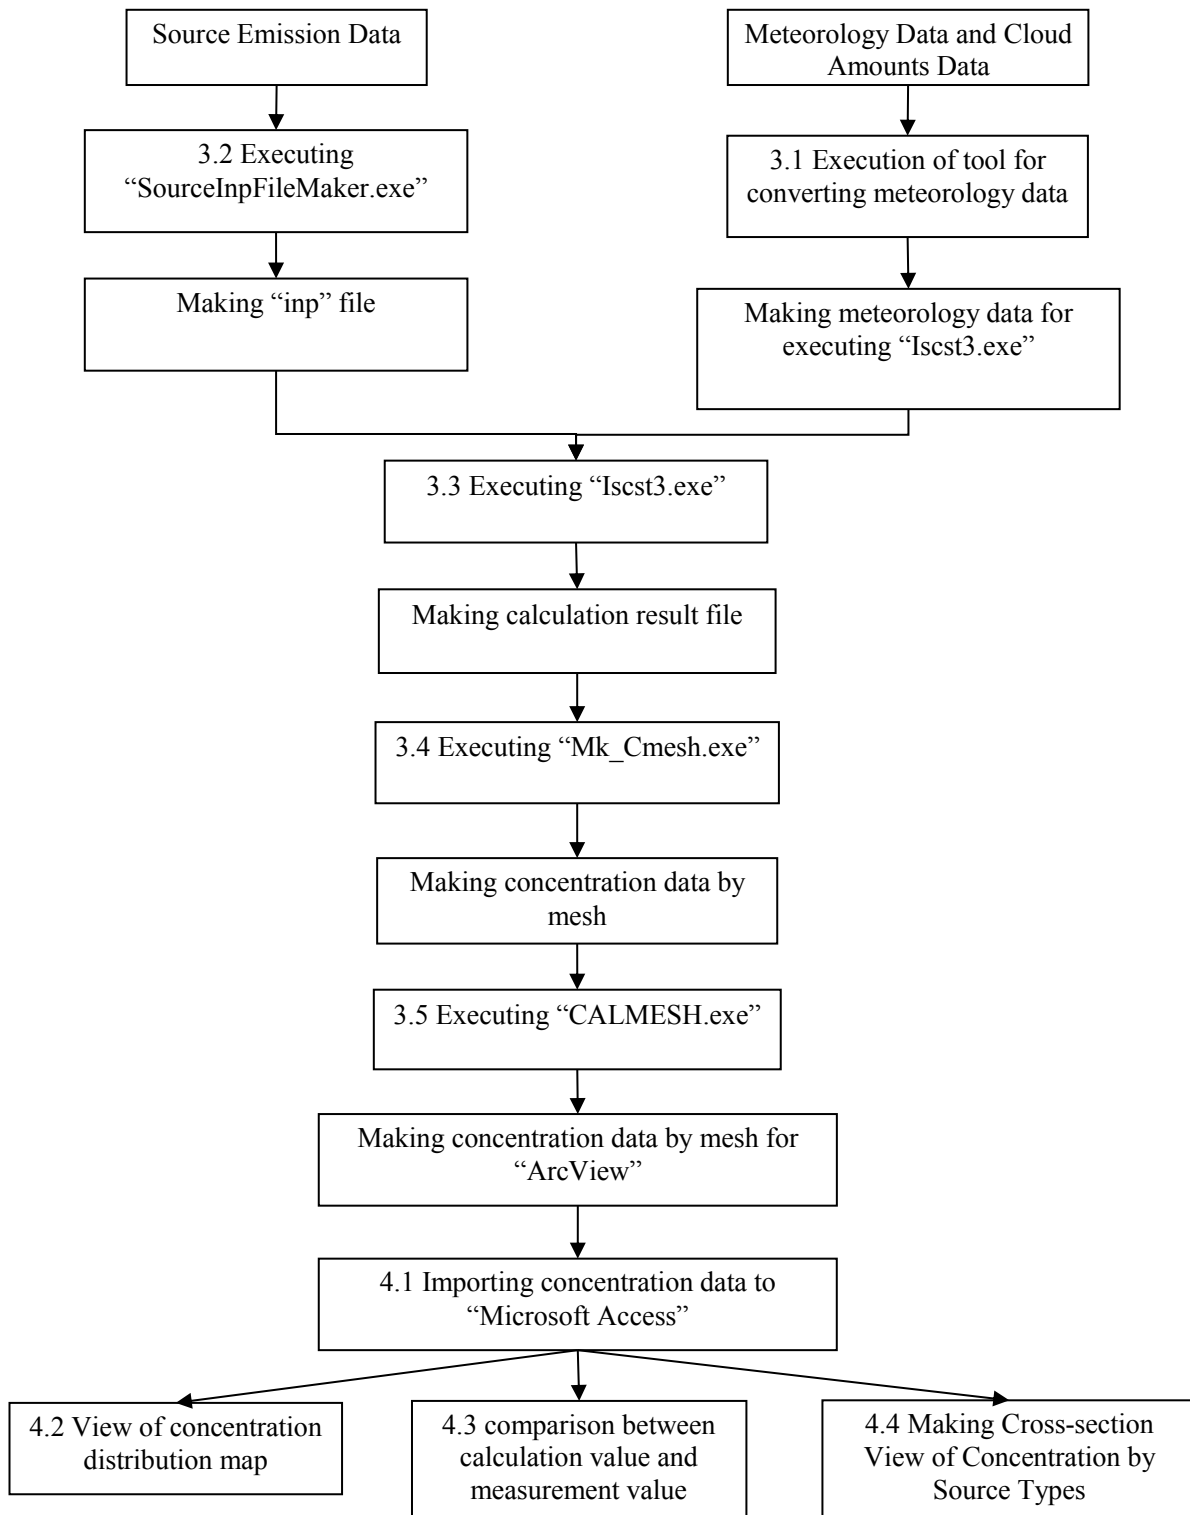 Source Emission Data
Meteorology Data and Cloud
Amounts Data
3.2 Executing
“SourceInpFileMaker.exe”
3.1 Execution of tool for
converting meteorology data
Making “inp” file
Making meteorology data for
executing “Iscst3.exe”
3.3 Executing “Iscst3.exe”
Making calculation result file
3.4 Executing “Mk_Cmesh.exe”
Making concentration data by
mesh
3.5 Executing “CALMESH.exe”
Making concentration data by mesh for
“ArcView”
4.1 Importing concentration data to
“Microsoft Access”
4.2 View of concentration
distribution map
4.3 comparison between
calculation value and
measurement value
4.4 Making Cross-section
View of Concentration by
Source Types